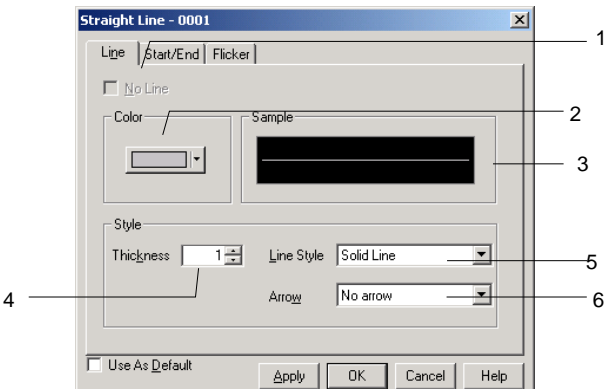 Straight Line - 0001
1
Line Start/End Flicker
No Line
Color Sample
2
3
Style
Thickness 1 Line Style Solid Line
5
4
Arrow No arrow
6
Use As Default
Apply OK Cancel Help